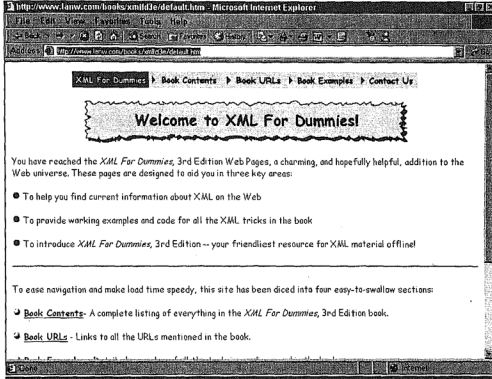 http://www.lanw.com/books/xmlfd3e/default.htm - Microsoft Internet Explorer
File Edit View Favorites Tools Help
Back Search Favorites History
Address http://www.lanw.com/books/xmlfd3e/default.htm
XML For Dummies Book Contents Book URLs Book Examples Contact Us
Welcome to XML For Dummies!
You have reached the XML For Dummies, 3rd Edition Web Pages, a charming, and hopefully helpful, addition to the
Web universe. These pages are designed to aid you in three key areas:
To help you find current information about XML on the Web
To provide working examples and code for all the XML tricks in the book
To introduce XML For Dummies, 3rd Edition -- your friendliest resource for XML material offline!
To ease navigation and make load time speedy, this site has been diced into four easy-to-swallow sections:
Book Contents- A complete listing of everything in the XML For Dummies, 3rd Edition book.
Book URLs - Links to all the URLs mentioned in the book.
Done Internet